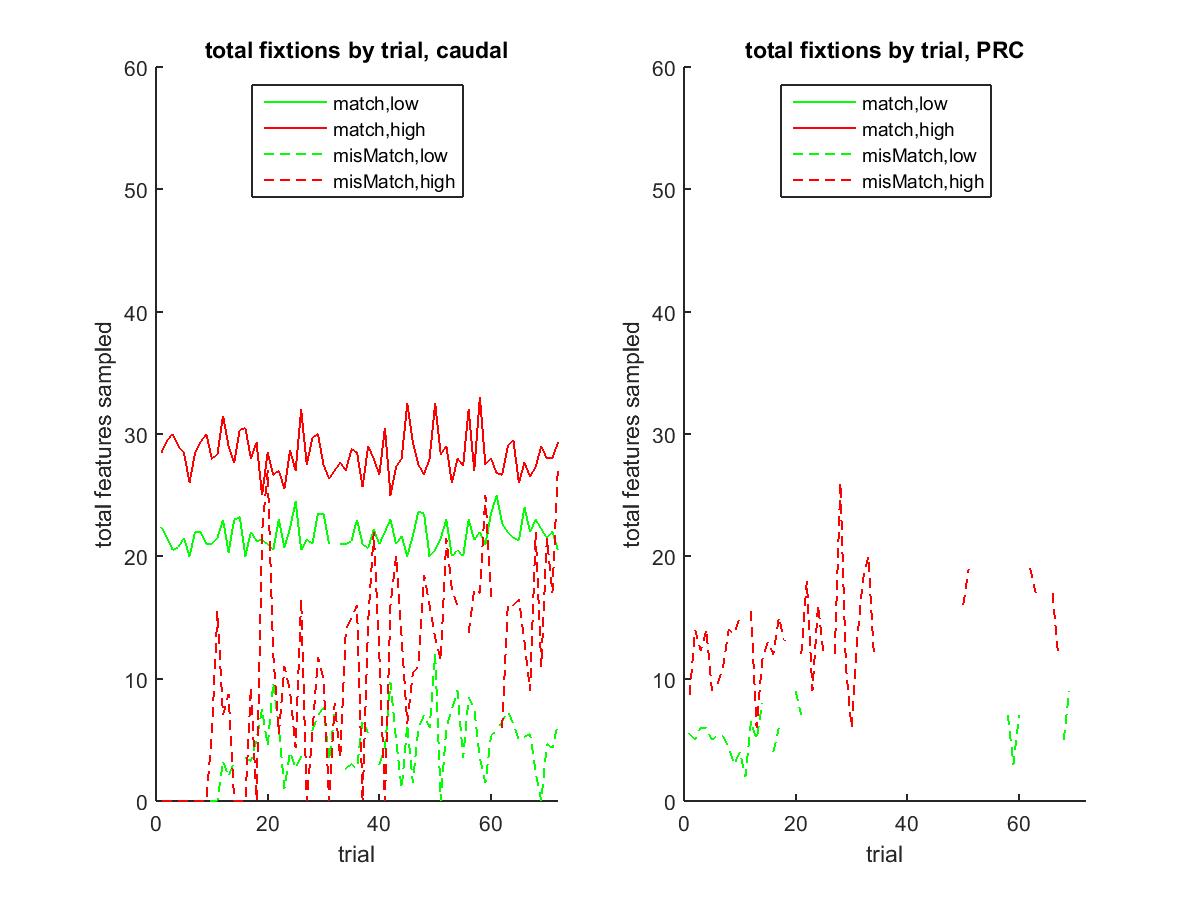 total fixtions by trial, caudal
60
50
40
30
20
10
0
0 20 40 60
total features sampled
trial
match,low
match,high
misMatch,low
misMatch,high
total fixtions by trial, PRC
60
50
40
30
20
10
0
0 20 40 60
total features sampled
trial
match,low
match,high
misMatch,low
misMatch,high